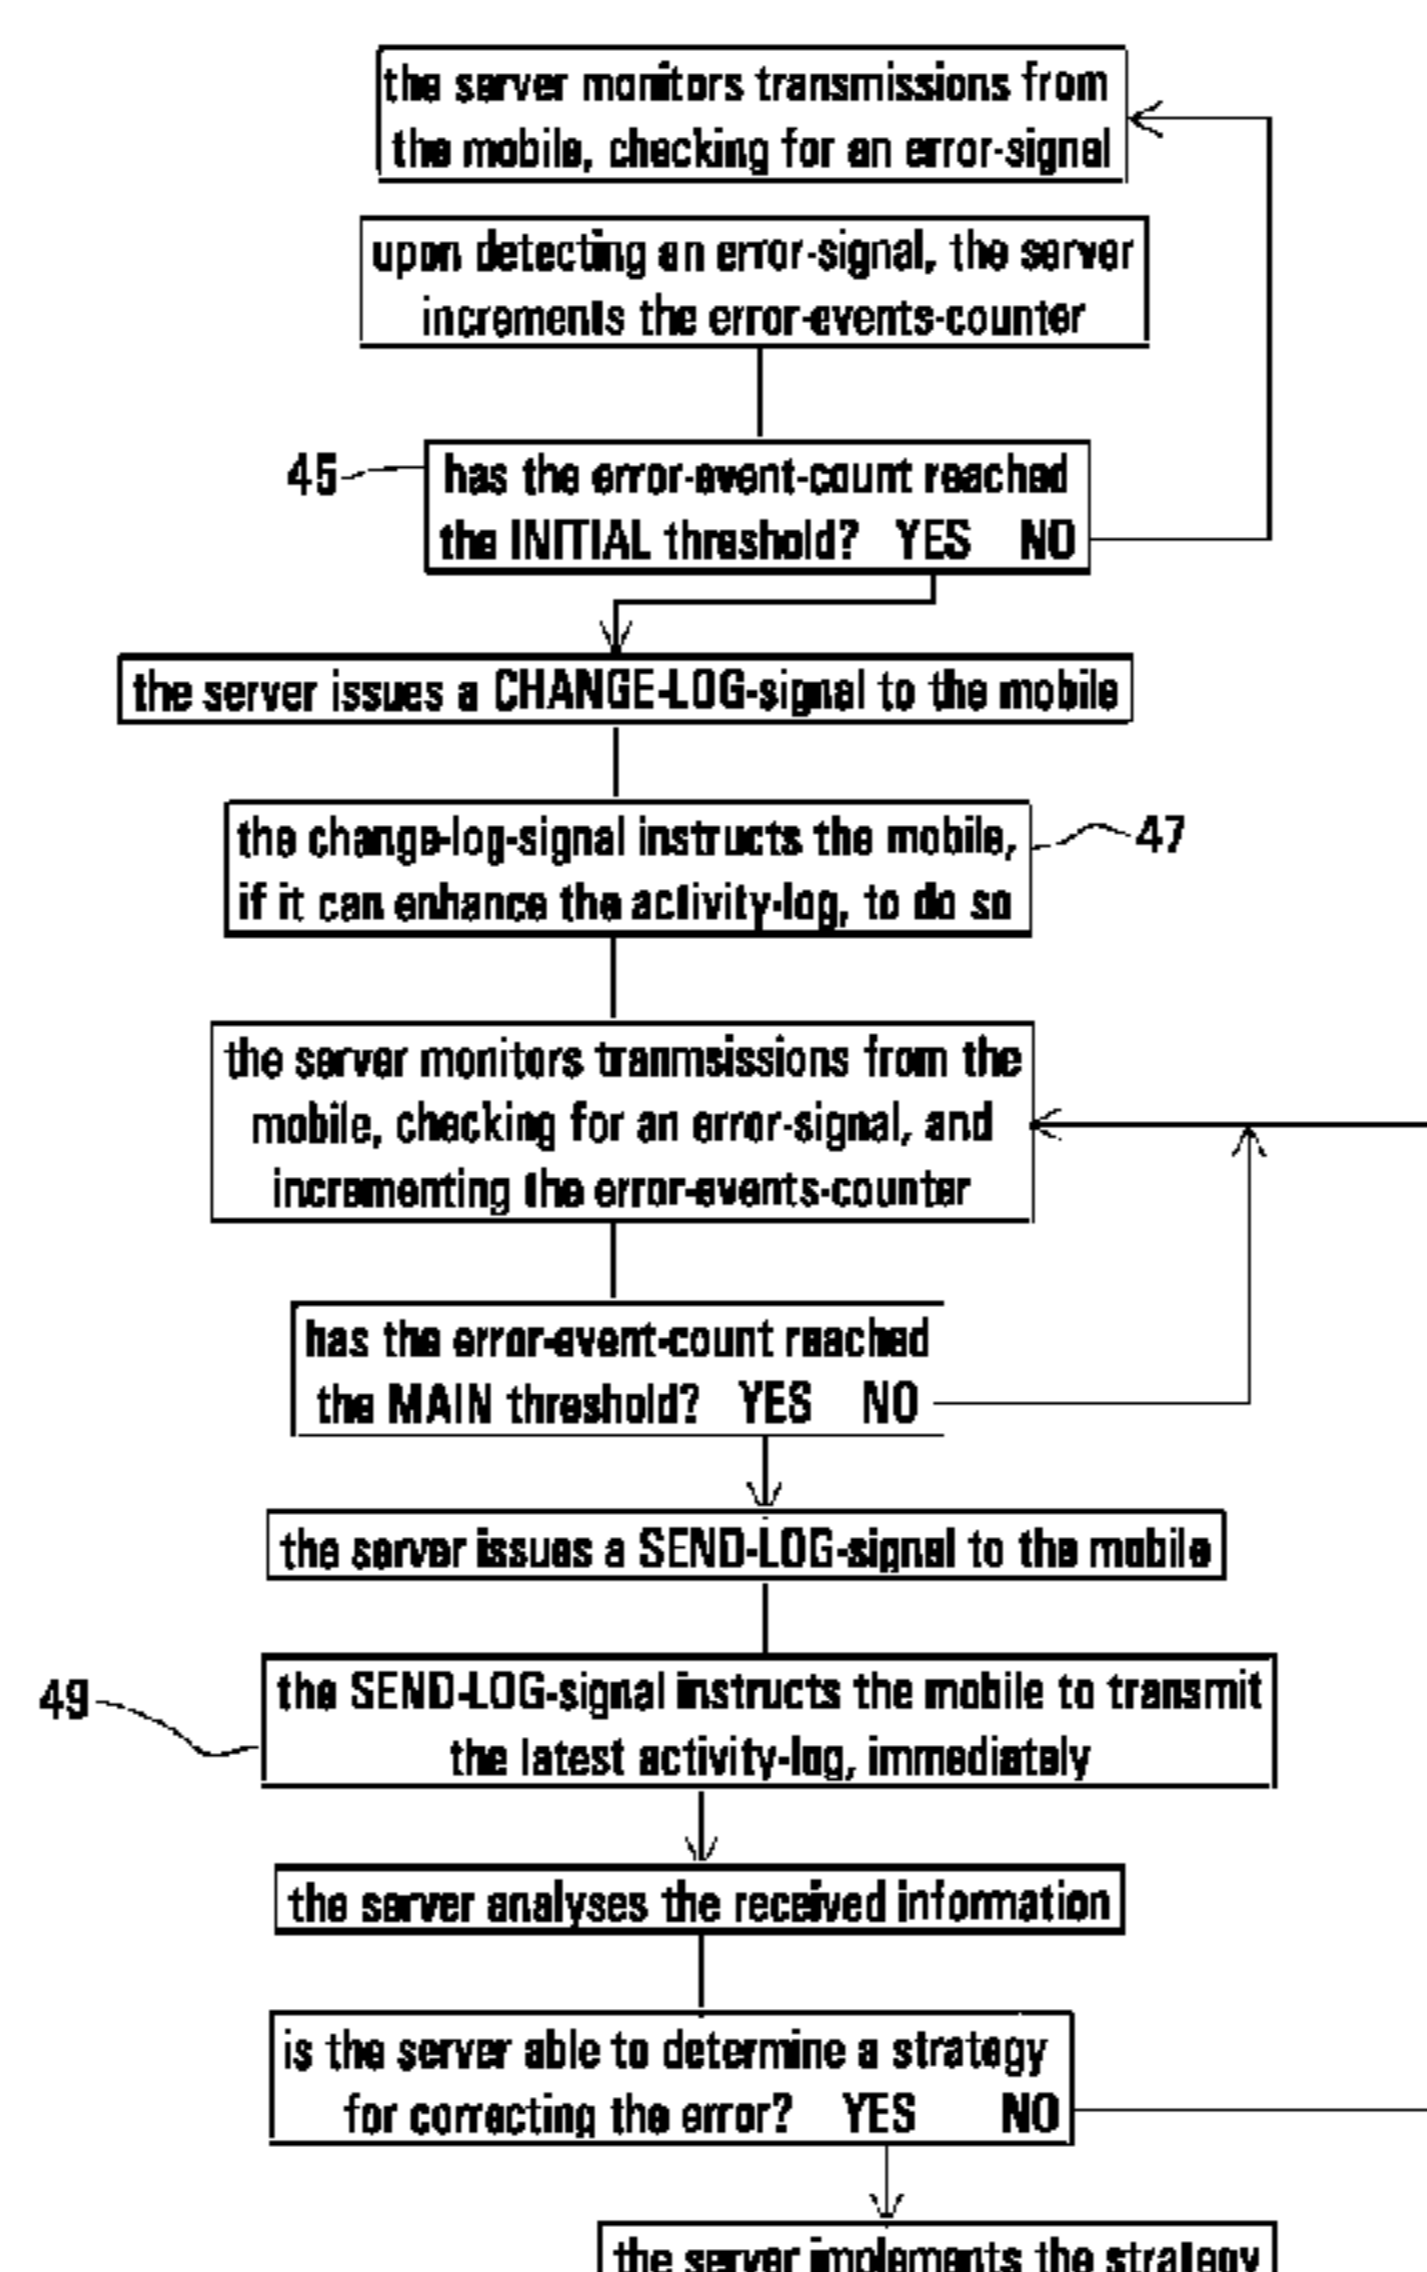 the server monitors transmissions from
the mobile, checking for an error-signal
upon detecting an error-signal, the server
increments the error-events-counter
45
has the error-event-count reached
the INITIAL threshold? YES NO
the server issues a CHANGE-LOG-signal to the mobile
the change-log-signal instructs the mobile,
if it can enhance the activity-log, to do so
47
the server monitors tranmsissions from the
mobile, checking for an error-signal, and
incrementing the error-events-counter
has the error-event-count reached
the MAIN threshold? YES NO
the server issues a SEND-LOG-signal to the mobile
49
the SEND-LOG-signal instructs the mobile to transmit
the latest activity-log, immediately
the server analyses the received information
is the server able to determine a strategy
for correcting the error? YES NO
the server implements the strategy